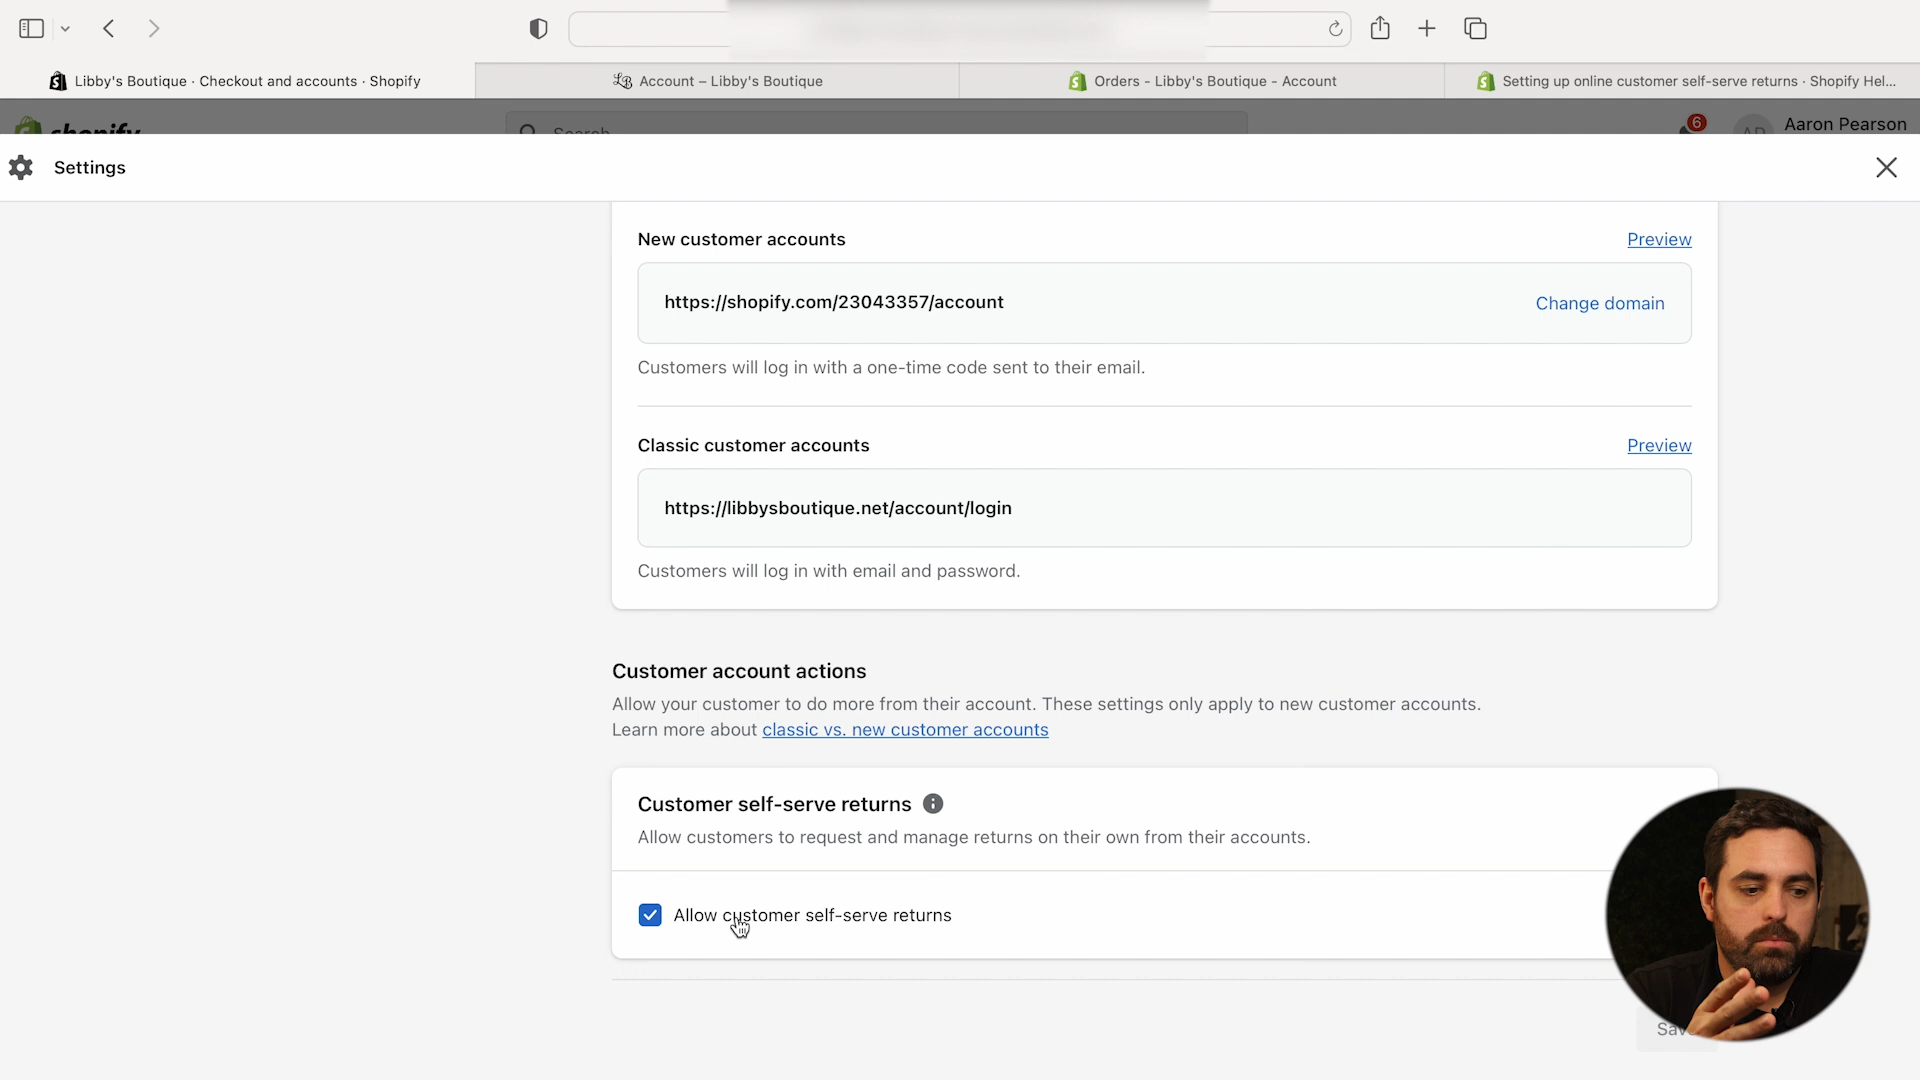 Libby's Boutique · Checkout and accounts · Shopify
Account – Libby's Boutique
Orders - Libby's Boutique - Account
Setting up online customer self-serve returns · Shopify Hel...
shopify
Search
6
Aaron Pearson
Settings
New customer accounts
Preview
https://shopify.com/23043357/account
Change domain
Customers will log in with a one-time code sent to their email.
Classic customer accounts
Preview
https://libbysboutique.net/account/login
Customers will log in with email and password.
Customer account actions
Allow your customer to do more from their account. These settings only apply to new customer accounts.
Learn more about classic vs. new customer accounts
Customer self-serve returns
Allow customers to request and manage returns on their own from their accounts.
Allow customer self-serve returns